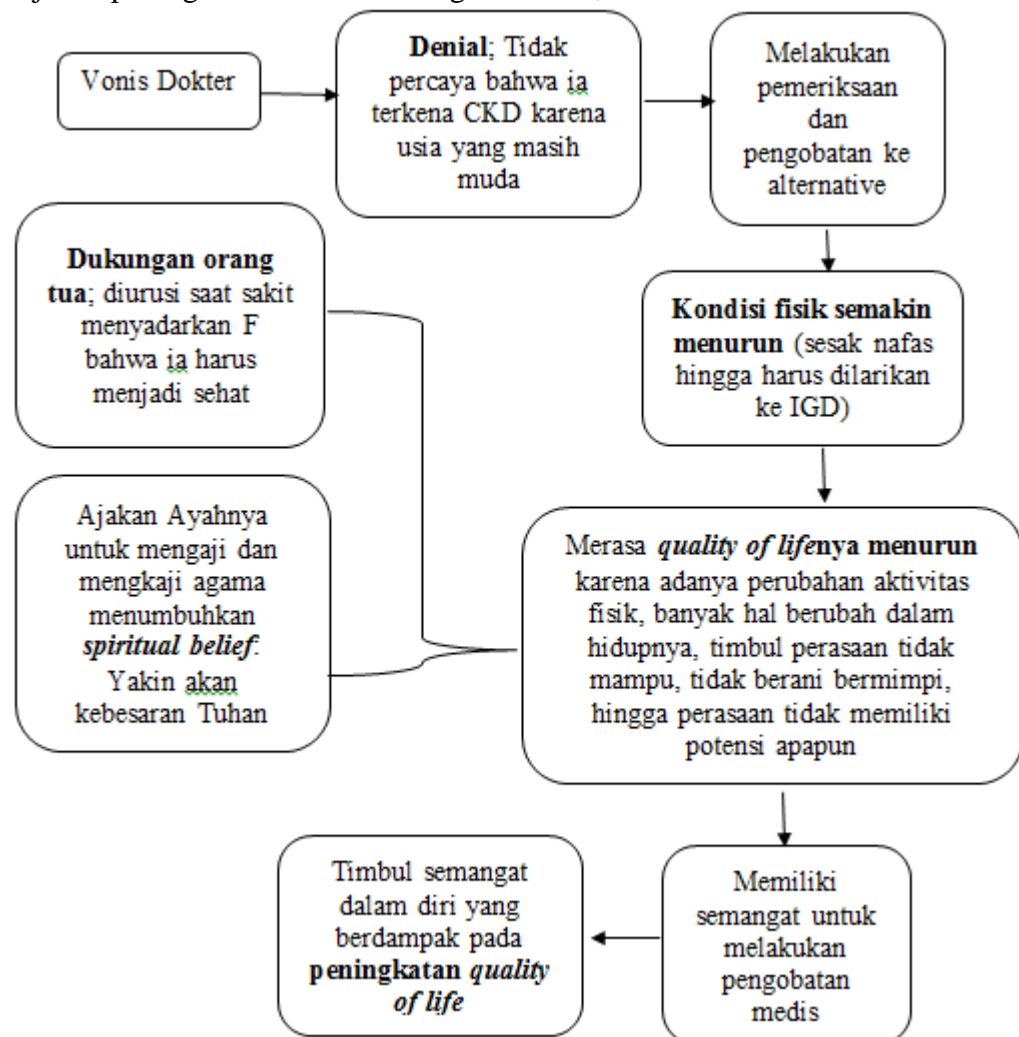 Vonis Dokter
Denial; Tidak
percaya bahwa ia
terkena CKD karena
usia yang masih
muda
Melakukan
pemeriksaan
dan
pengobatan ke
alternative
Dukungan orang
tua; diurusi saat sakit
menyadarkan F
bahwa ia harus
menjadi sehat
Kondisi fisik semakin
menurun (sesak nafas
hingga harus dilarikan
ke IGD)
Ajakan Ayahnya
untuk mengaji dan
mengkaji agama
menumbuhkan
spiritual belief:
Yakin akan
kebesaran Tuhan
Merasa quality of lifenya menurun
karena adanya perubahan aktivitas
fisik, banyak hal berubah dalam
hidupnya, timbul perasaan tidak
mampu, tidak berani bermimpi,
hingga perasaan tidak memiliki
potensi apapun
Timbul semangat
dalam diri yang
berdampak pada
peningkatan quality
of life
Memiliki
semangat untuk
melakukan
pengobatan
medis